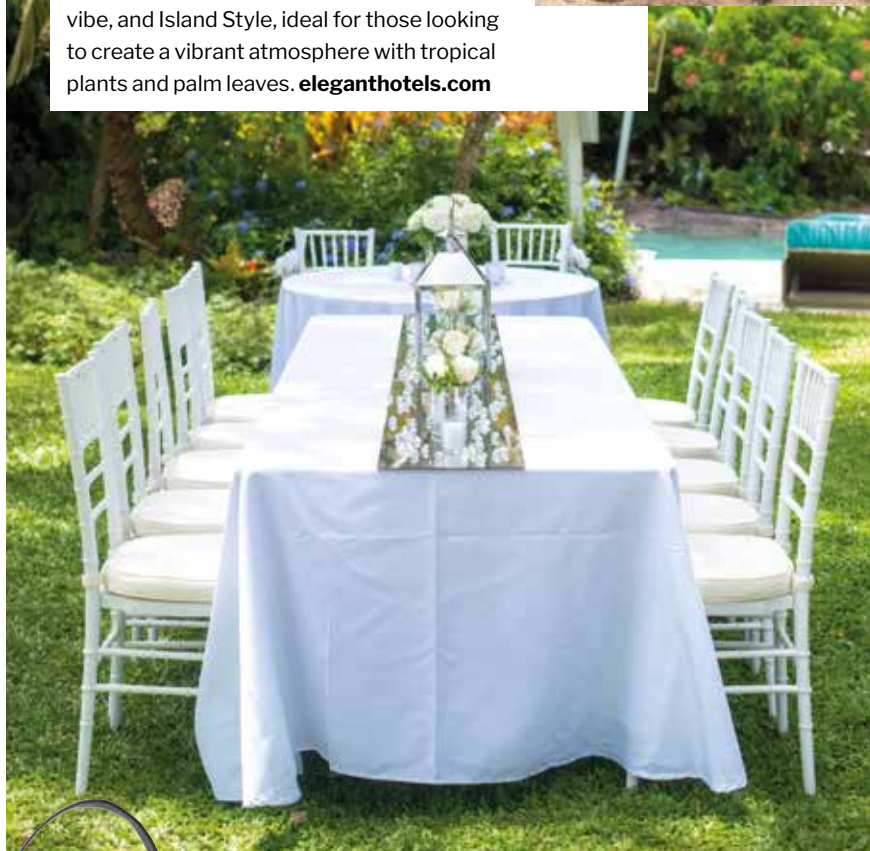 vibe, and Island Style, ideal for those looking
to create a vibrant atmosphere with tropical
plants and palm leaves. eleganthotels.com